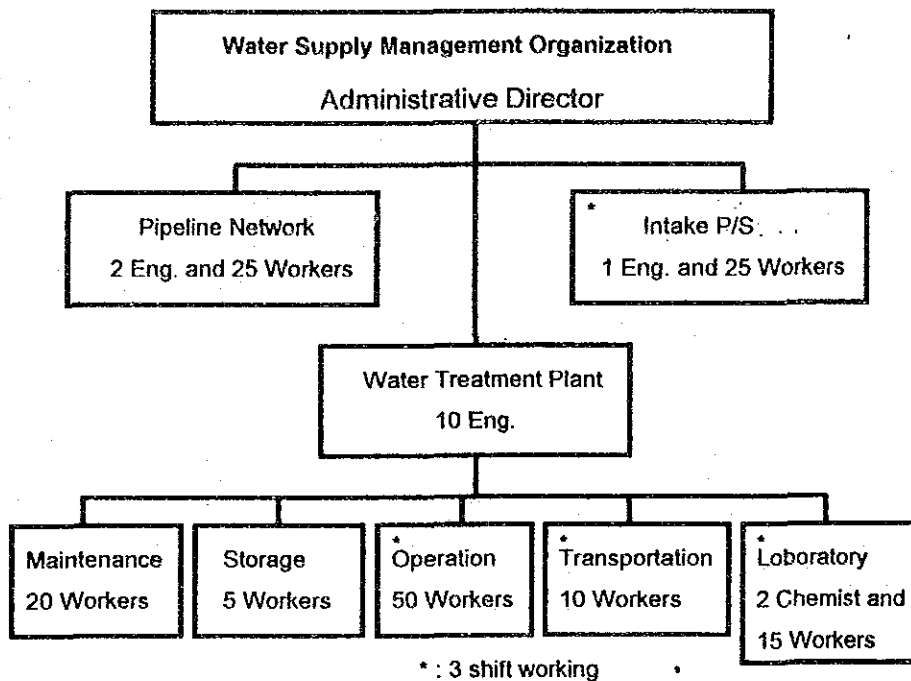 Water Supply Management Organization
Administrative Director
Pipeline Network
2 Eng. and 25 Workers
*
Intake P/S
1 Eng. and 25 Workers
Water Treatment Plant
10 Eng.
Maintenance
20 Workers
Storage
5 Workers
*
Operation
50 Workers
*
Transportation
10 Workers
*
Loboratory
2 Chemist and
15 Workers
* : 3 shift working